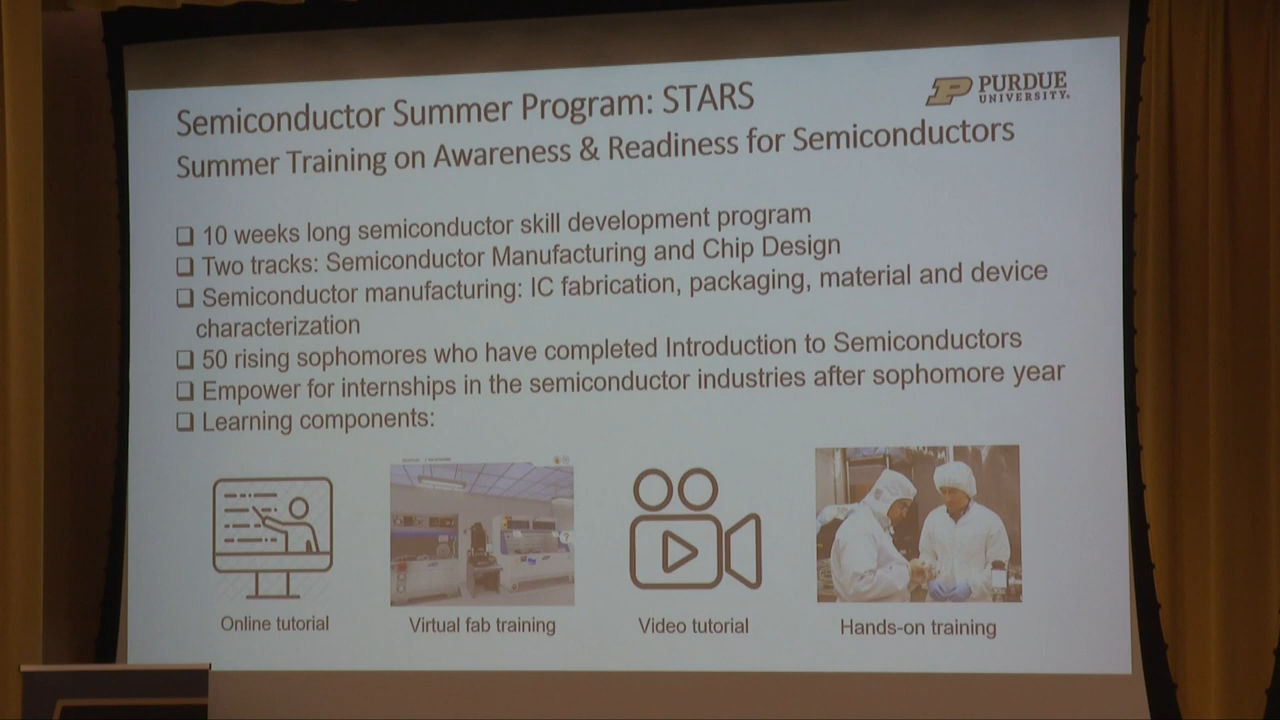 Semiconductor Summer Program: STARS
Summer Training on Awareness & Readiness for Semiconductors
PURDUE
UNIVERSITY.
10 weeks long semiconductor skill development program
Two tracks: Semiconductor Manufacturing and Chip Design
Semiconductor manufacturing: IC fabrication, packaging, material and device
characterization
50 rising sophomores who have completed Introduction to Semiconductors
Empower for internships in the semiconductor industries after sophomore year
Learning components:
Online tutorial
Virtual fab training
Video tutorial
Hands-on training